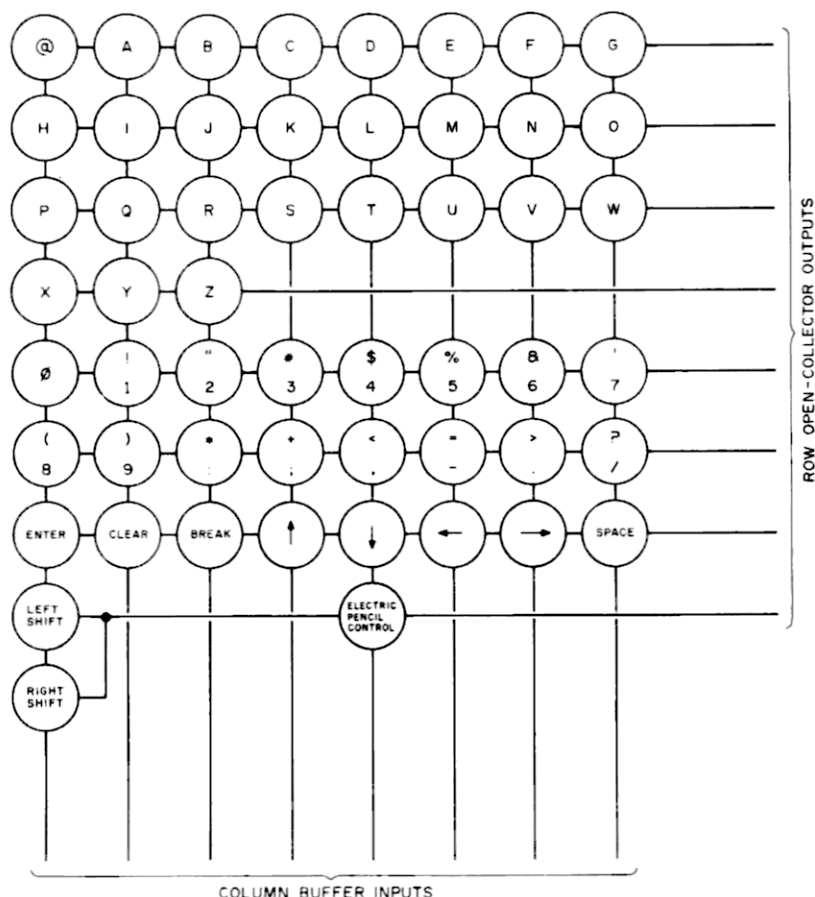 @ A B C D E F G
H I J K L M N O
P Q R S T U V W
X Y Z
! " # $ % & '
Ø 1 2 3 4 5 6 7
( ) * + < = > ?
8 9 : ; , - . /
ENTER CLEAR BREAK ↑ ↓ ← → SPACE
LEFT SHIFT
ELECTRIC PENCIL CONTROL
RIGHT SHIFT
ROW OPEN-COLLECTOR OUTPUTS
COLUMN BUFFER INPUTS